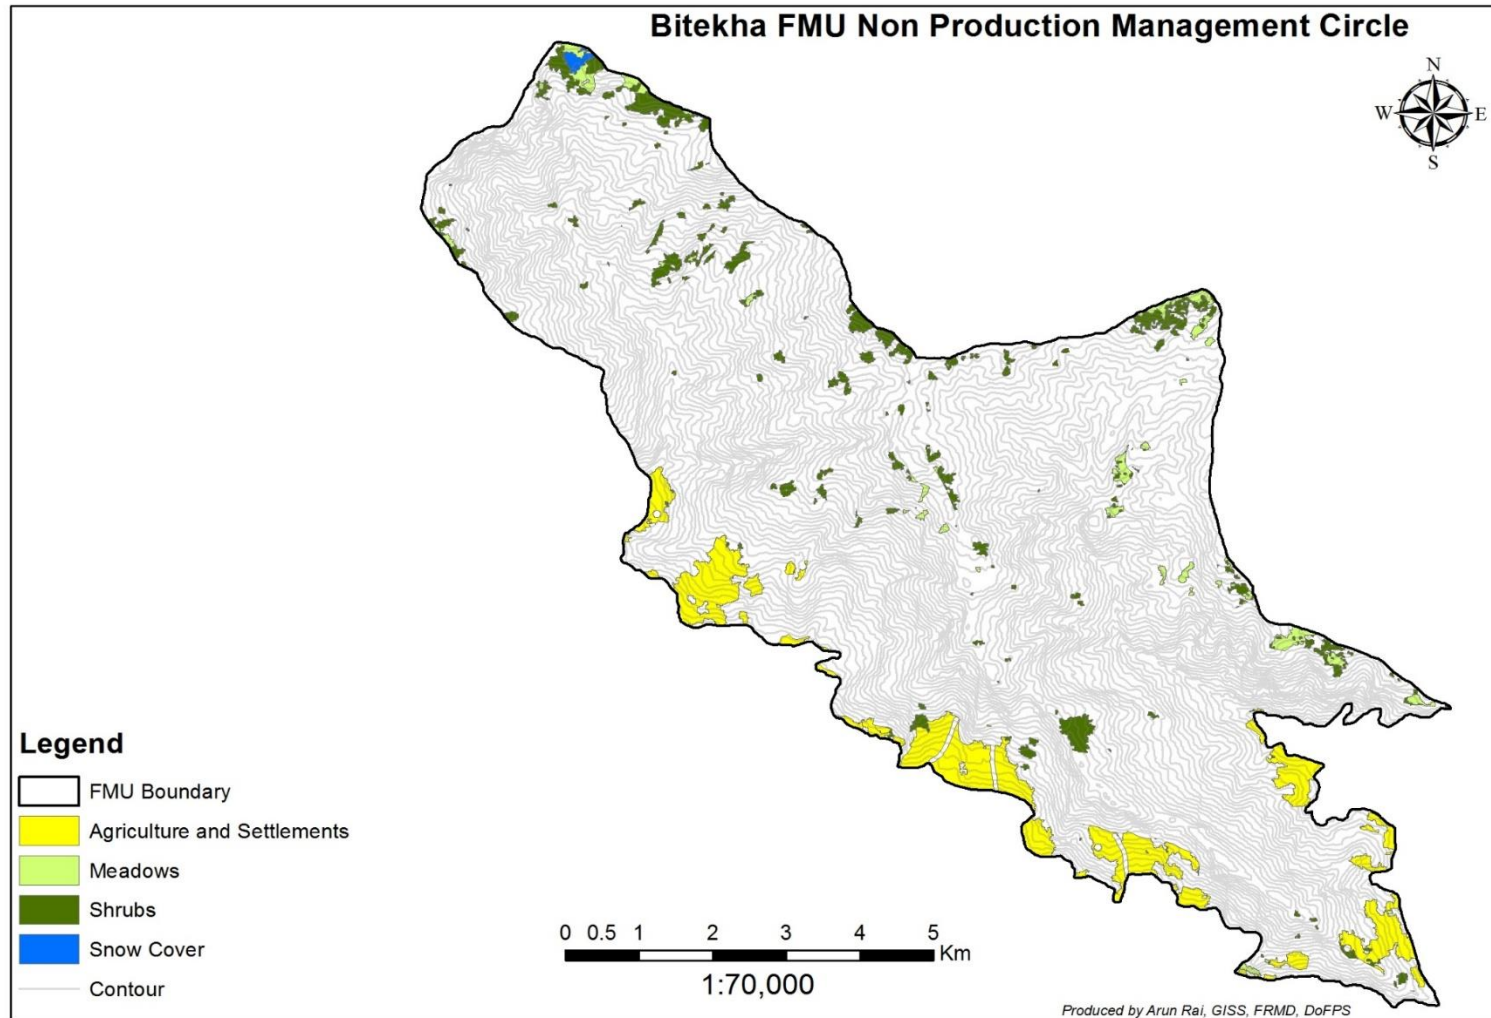 Bitekha FMU Non Production Management Circle
N
W
E
S
Legend
FMU Boundary
Agriculture and Settlements
Meadows
Shrubs
Snow Cover
Contour
0 0.5 1 2 3 4 5
Km
1:70,000
Produced by Arun Rai, GISS, FRMD, DoFPS